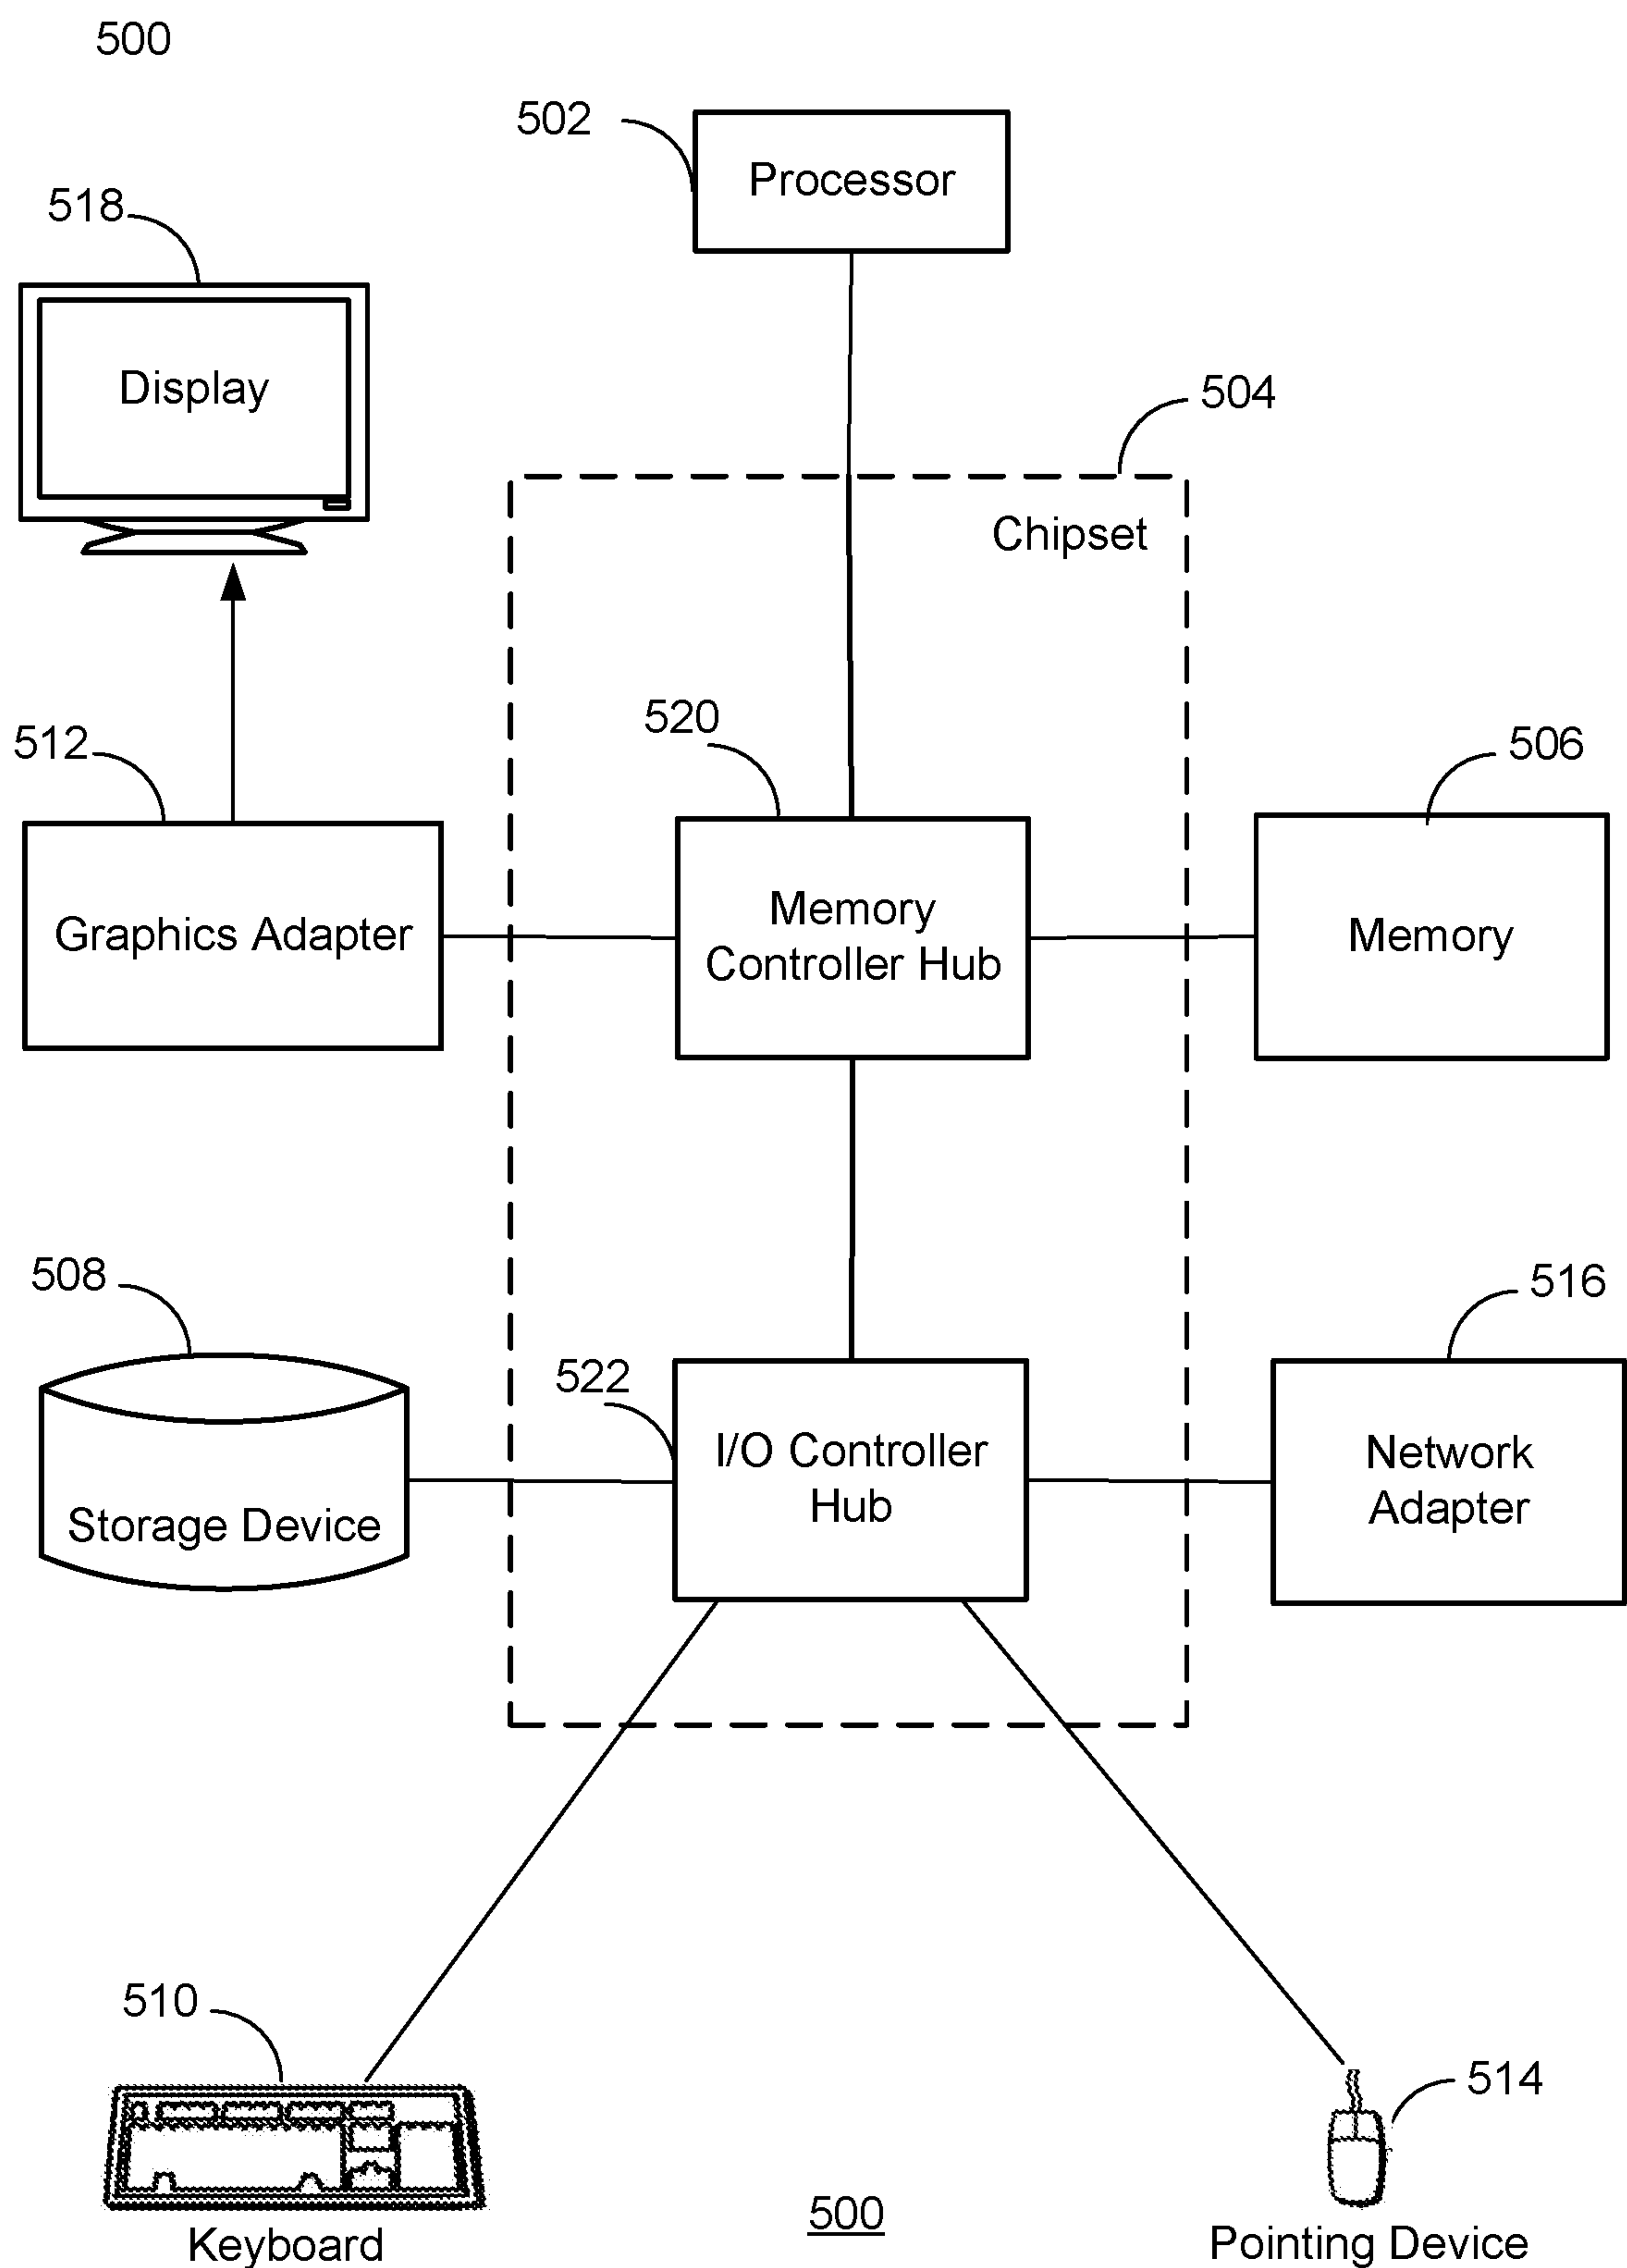 500
502
Processor
518
Display
504
Chipset
520
512
506
Graphics Adapter
Memory
Controller Hub
Memory
508
516
522
Storage Device
I/O Controller
Hub
Network
Adapter
510
514
Keyboard
500
Pointing Device